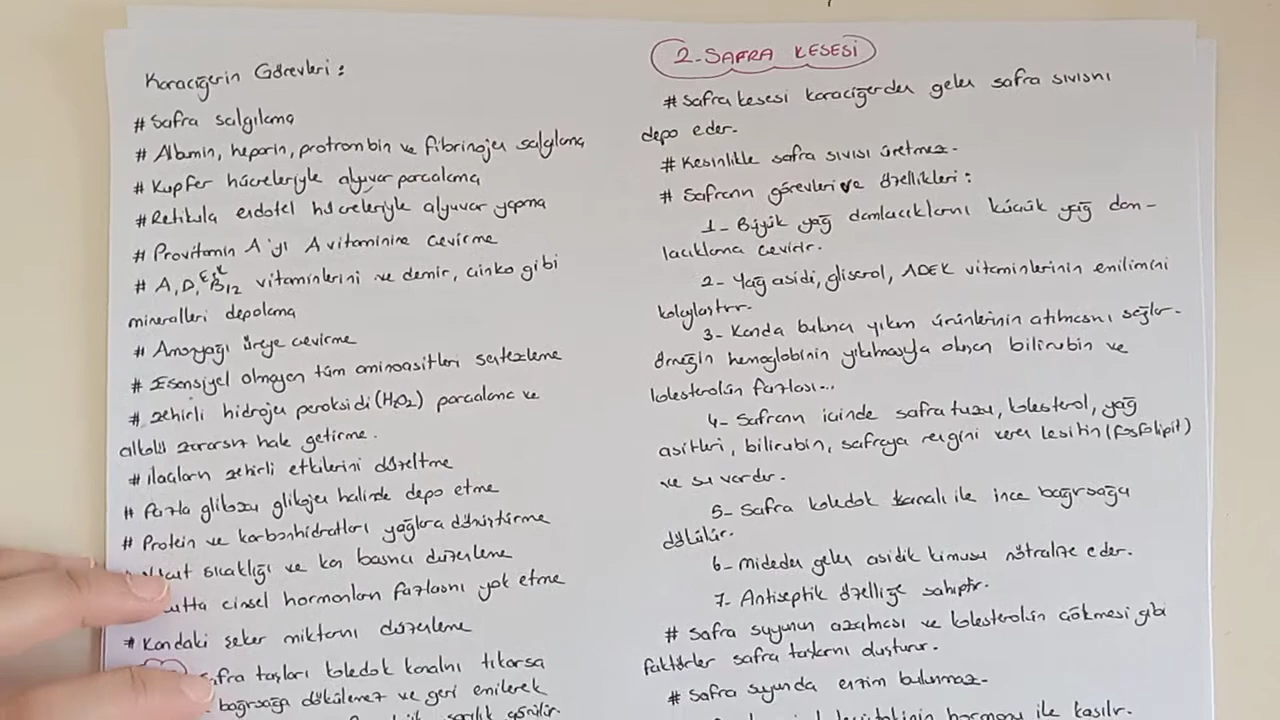 Karaciğerin Görevleri :
# Safra salgılama
# Albumin, heparin, protrombin ve fibrinojen salgılama
# Kupfer hücreleriyle alyuvar parçalama
# Retikula endotel hücreleriyle alyuvar yapma
# Provitamin A'yı A vitaminine çevirme
# A, D, E, K, B12 vitaminlerini ve demir, çinko gibi
mineralleri depolama
# Amonyağı üreye çevirme
# Esensiyel olmayan tüm aminoasitleri sentezleme
# zehirli hidrojen peroksidi (H2O2) parçalama ve
alkolü zararsız hale getirme.
# ilaçların zehirli etkilerini düzeltme
# fazla glikozu glikojen halinde depo etme
# Protein ve karbonhidratları yağlara dönüştürme
sıcaklığı ve kan basıncı düzenleme
cinsel hormonların fazlasını yok etme
# Kandaki şeker miktarını düzenleme
taşları koledok kanalını tıkarsa
bağırsağa dökülemez ve geri emilerek
sarılık görülür.
2-SAFRA KESESİ
# Safra kesesi karaciğerden gelen safra sıvısını
depo eder.
# Kesinlikle safra sıvısı üretmez.
# Safranın görevleri ve özellikleri :
1- Büyük yağ damlacıklarını küçük yağ dam-
lacıklarına çevirir.
2- Yağ asidi, gliserol, ADEK vitaminlerinin emilimini
kolaylaştırır.
3- Kanda bulunan yıkım ürünlerinin atılmasını sağlar.
Örneğin hemoglobinin yıkılmasıyla oluşan bilirubin ve
kolesterolün fazlası...
4- Safranın içinde safra tuzu, kolesterol, yağ
asitleri, bilirubin, safraya rengini veren lesitin (fosfolipit)
ve su vardır.
5- Safra koledok kanalı ile ince bağırsağa
dökülür.
6- Mideden gelen asidik kimusu nötralize eder.
7- Antiseptik özelliğe sahiptir.
# Safra suyunun azalması ve kolesterolün çökmesi gibi
faktörler safra taşlarını oluşturur.
# Safra suyunda enzim bulunmaz.
hormonu ile kasılır.